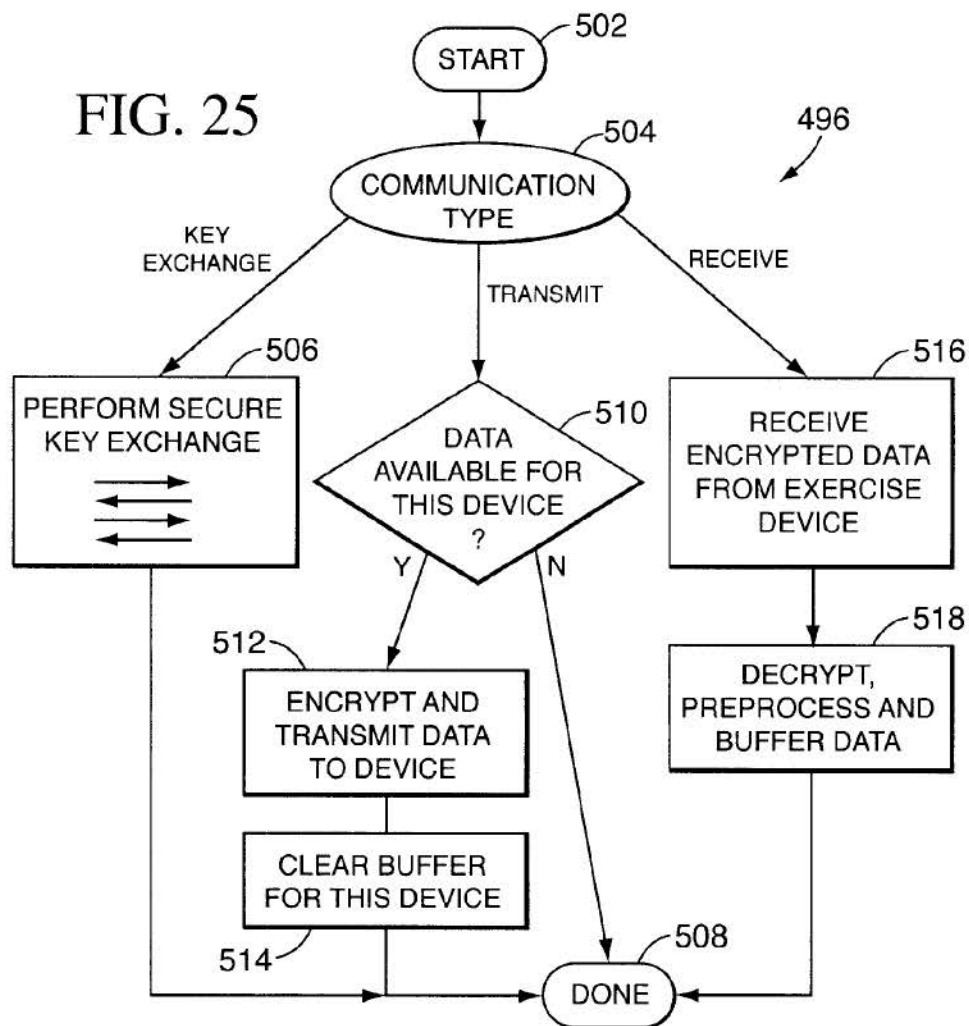 502
START
FIG. 25
504
496
COMMUNICATION
TYPE
KEY
EXCHANGE
TRANSMIT
RECEIVE
506
PERFORM SECURE
KEY EXCHANGE
510
DATA
AVAILABLE FOR
THIS DEVICE
?
Y
N
516
RECEIVE
ENCRYPTED DATA
FROM EXERCISE
DEVICE
512
ENCRYPT AND
TRANSMIT DATA
TO DEVICE
518
DECRYPT,
PREPROCESS AND
BUFFER DATA
CLEAR BUFFER
FOR THIS DEVICE
514
508
DONE